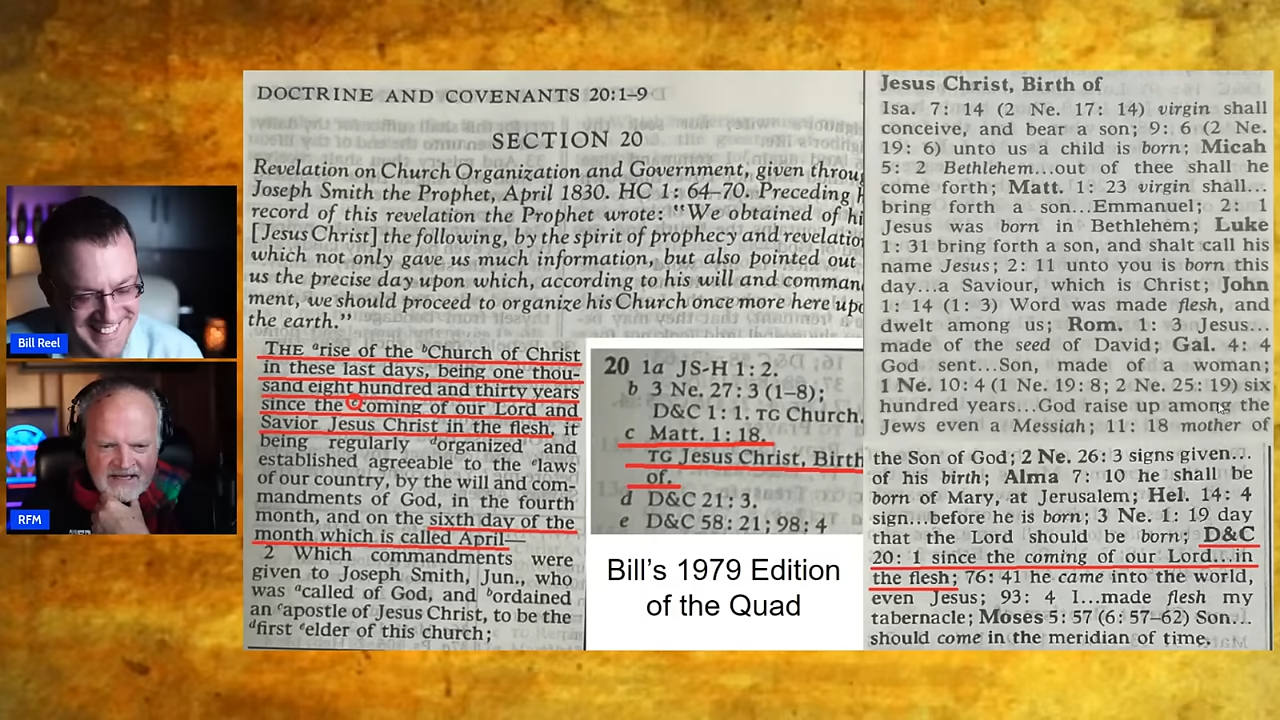 Bill Reel
RFM
DOCTRINE AND COVENANTS 20:1–9
SECTION 20
Revelation on Church Organization and Government, given
Joseph Smith the Prophet, April 1830. HC 1: 64–70. Preceding
record of this revelation the Prophet wrote: "We obtained of
[Jesus Christ] the following, by the spirit of prophecy and
which not only gave us much information, but also pointed out
us the precise day upon which, according to his will and
ment, we should proceed to organize his Church once more here
the earth."
THE ᵃrise of the ᵇChurch of Christ
in these last days, being one thou-
sand eight hundred and thirty years
since the ᶜcoming of our Lord and
Savior Jesus Christ in the flesh, it
being regularly ᵈorganized and
established agreeable to the ᵉlaws
of our country, by the will and com-
mandments of God, in the fourth
month, and on the sixth day of the
month which is called April—
2 Which commandments were
given to Joseph Smith, Jun., who
was ᵃcalled of God, and ᵇordained
an ᶜapostle of Jesus Christ, to be the
ᵈfirst ᵉelder of this church;
20 1a JS-H 1: 2.
b 3 Ne. 27: 3 (1–8);
D&C 1: 1. TG Church
c Matt. 1: 18.
TG Jesus Christ, Birth
of.
d D&C 21: 3.
e D&C 58: 21; 98: 4
Bill's 1979 Edition
of the Quad
Jesus Christ, Birth of
Isa. 7: 14 (2 Ne. 17: 14) virgin shall
conceive, and bear a son; 9: 6 (2 Ne.
19: 6) unto us a child is born; Micah
5: 2 Bethlehem...out of thee shall he
come forth; Matt. 1: 23 virgin shall...
bring forth a son...Emmanuel; 2: 1
Jesus was born in Bethlehem; Luke
1: 31 bring forth a son, and shalt call his
name Jesus; 2: 11 unto you is born this
day...a Saviour, which is Christ; John
1: 14 (1: 3) Word was made flesh, and
dwelt among us; Rom. 1: 3 Jesus...
made of the seed of David; Gal. 4: 4
God sent...Son, made of a woman;
1 Ne. 10: 4 (1 Ne. 19: 8; 2 Ne. 25: 19) six
hundred years...God raise up among the
Jews even a Messiah; 11: 18 mother of
the Son of God; 2 Ne. 26: 3 signs given...
of his birth; Alma 7: 10 he shall be
born of Mary, at Jerusalem; Hel. 14: 4
sign...before he is born; 3 Ne. 1: 19 day
that the Lord should be born; D&C
20: 1 since the coming of our Lord...in
the flesh; 76: 41 he came into the world,
even Jesus; 93: 4 I...made flesh my
tabernacle; Moses 5: 57 (6: 57–62) Son...
should come in the meridian of time.